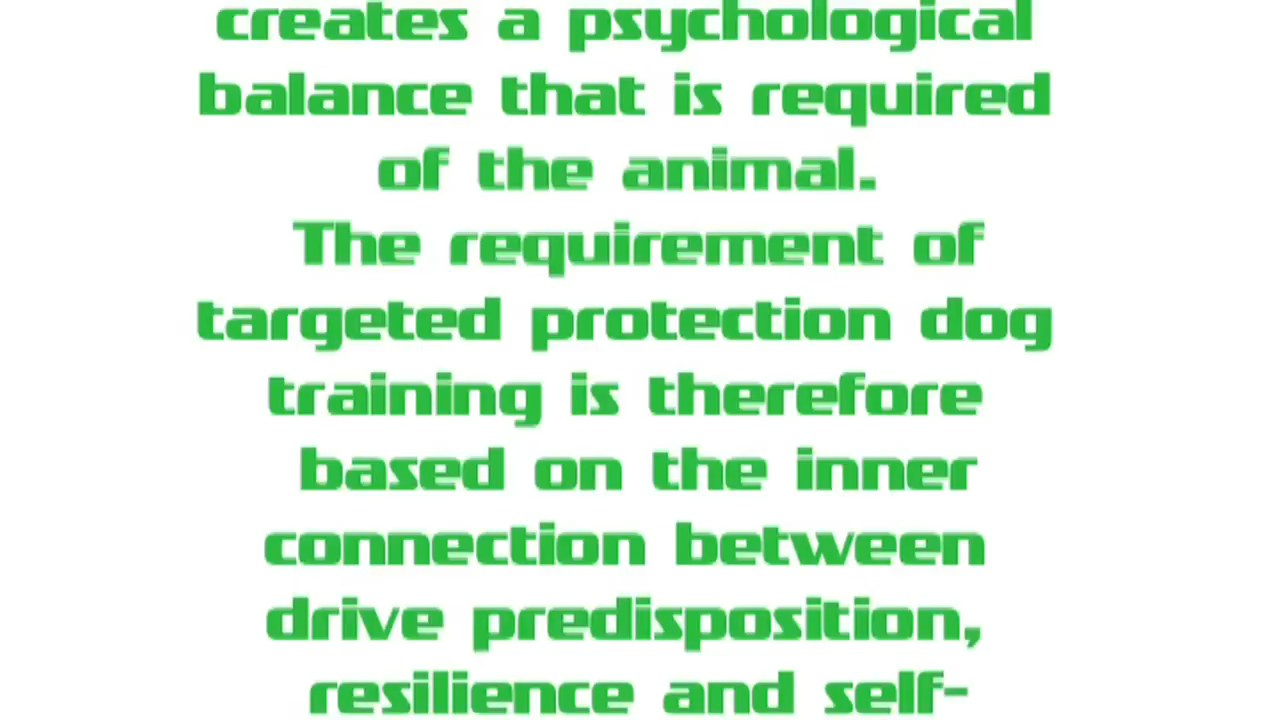 creates a psychological
balance that is required
of the animal.
The requirement of
targeted protection dog
training is therefore
based on the inner
connection between
drive predisposition,
resilience and self-